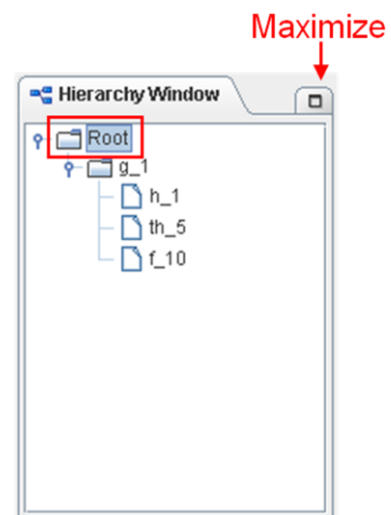 Maximize
Hierarchy Window
Root
g_1
h_1
th_5
f_10